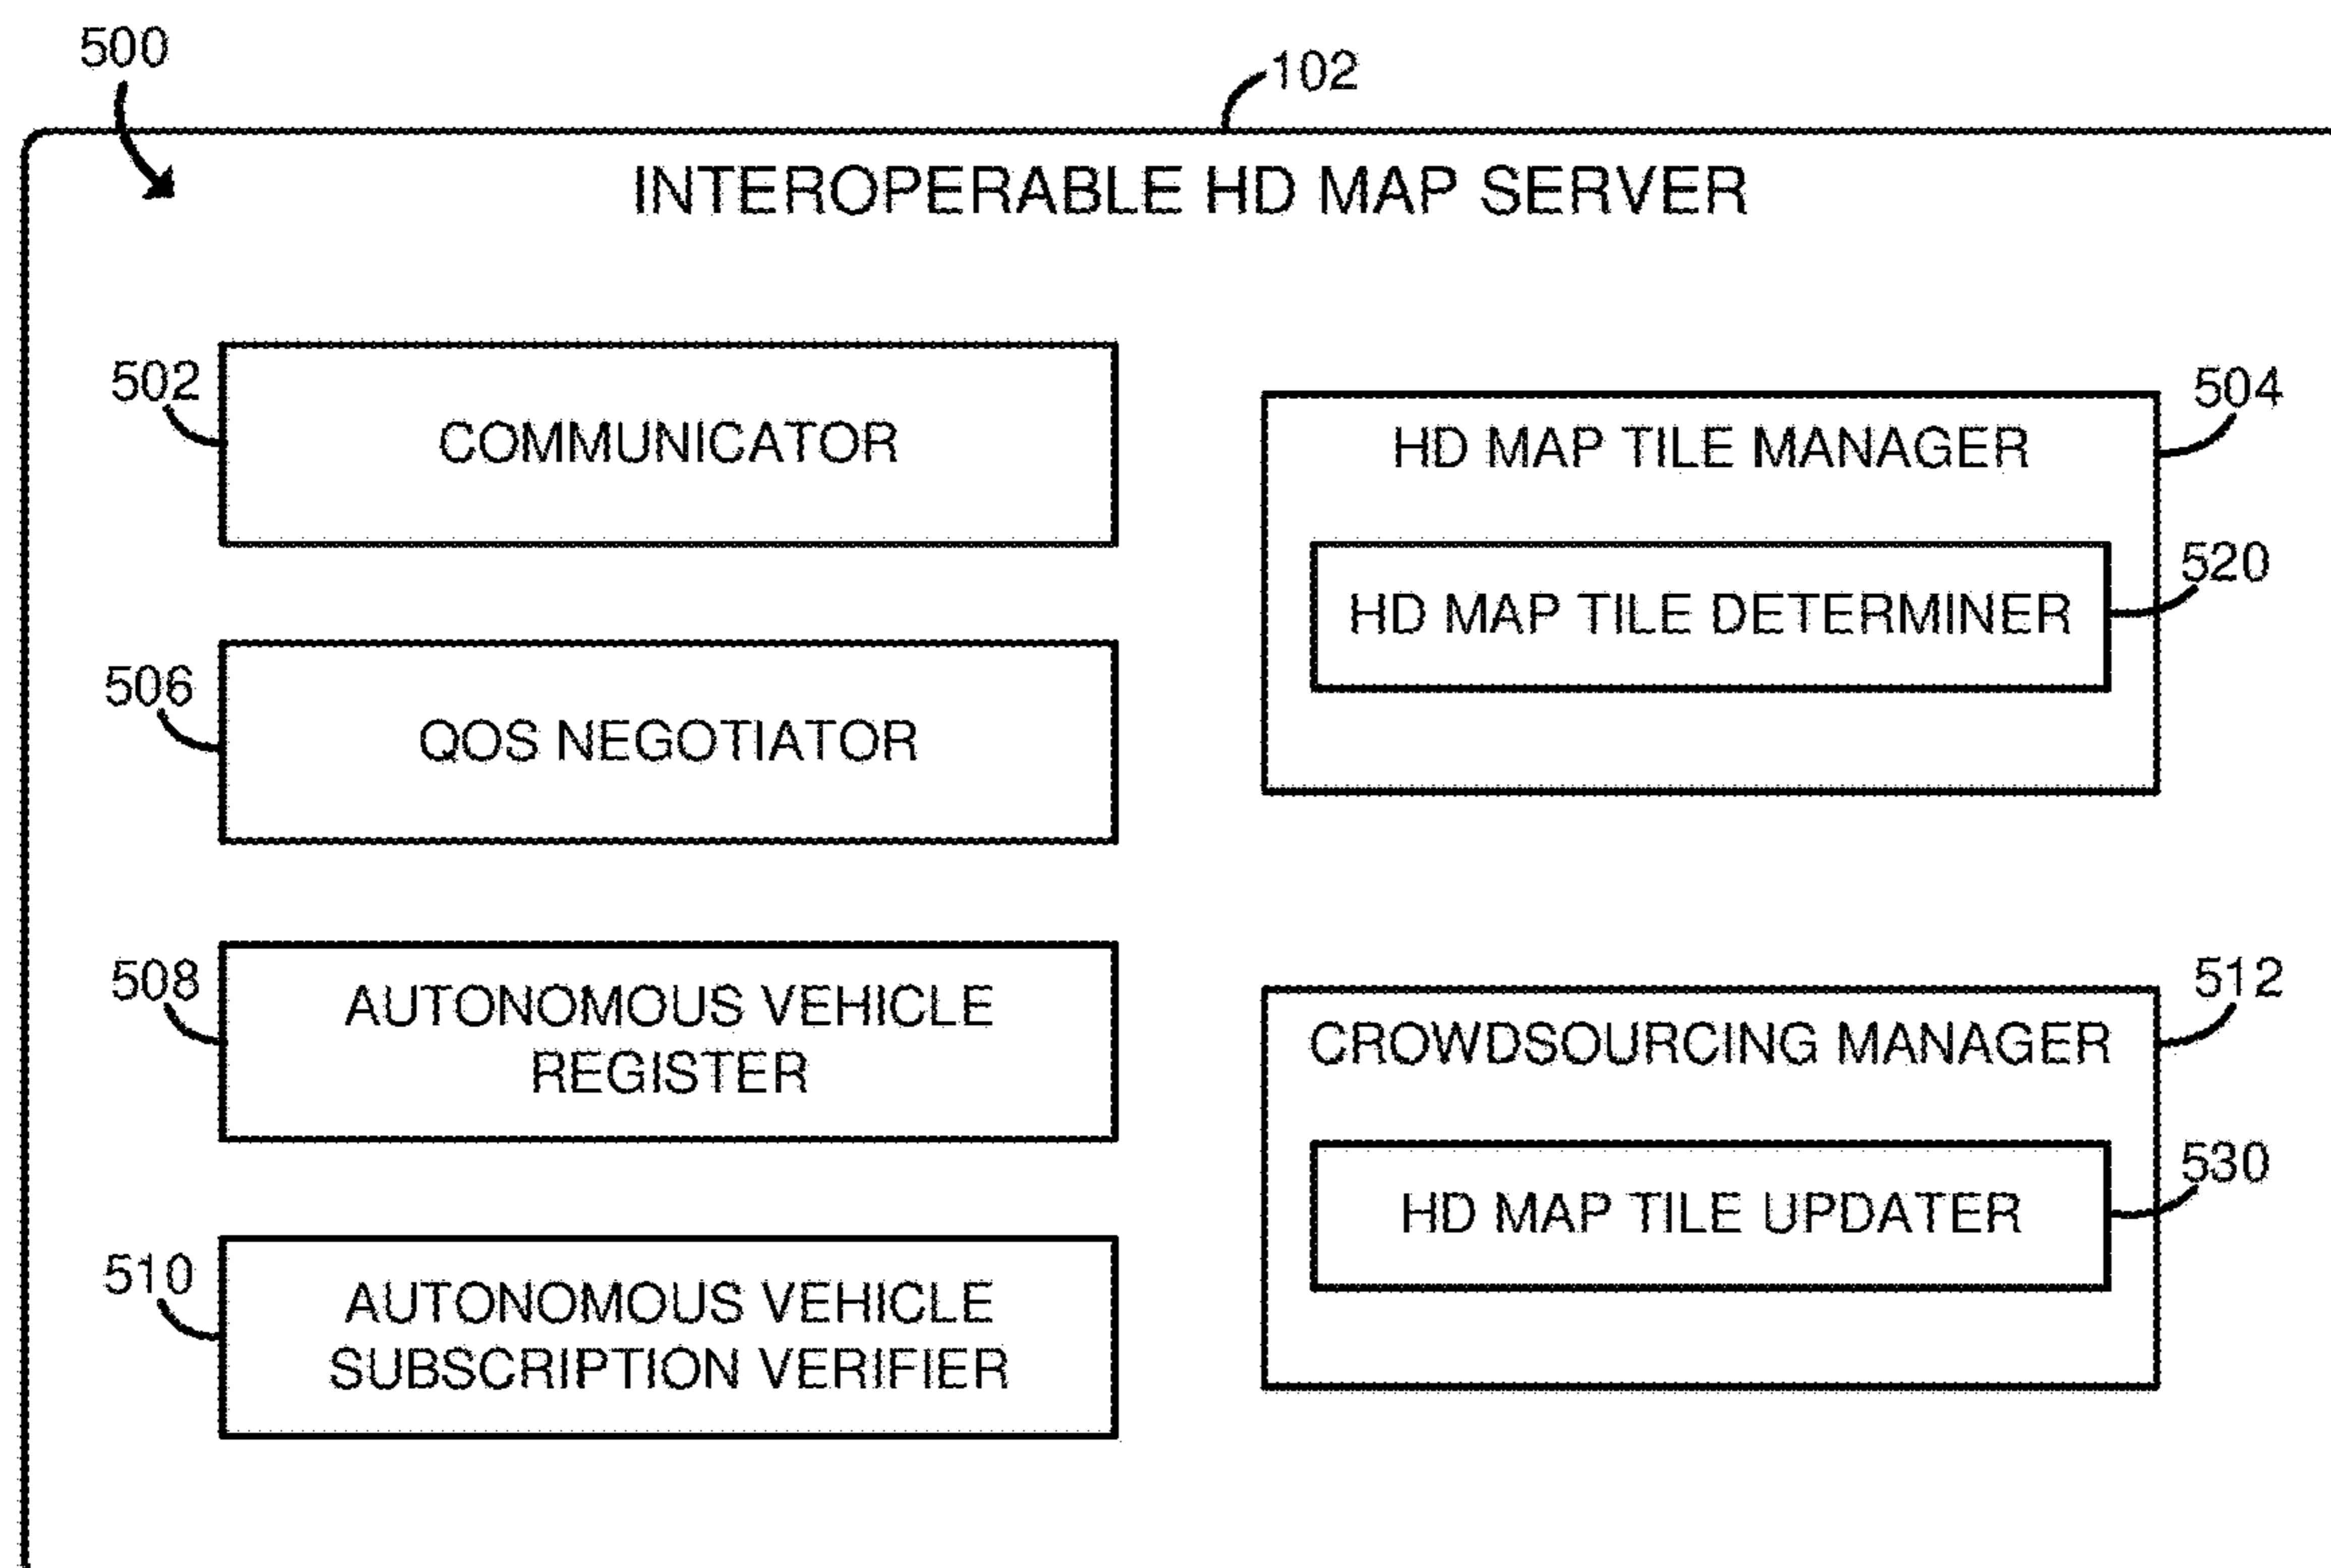 500
102
INTEROPERABLE HD MAP SERVER
502
COMMUNICATOR
504
HD MAP TILE MANAGER
520
HD MAP TILE DETERMINER
506
QOS NEGOTIATOR
508
AUTONOMOUS VEHICLE
REGISTER
512
CROWDSOURCING MANAGER
530
HD MAP TILE UPDATER
510
AUTONOMOUS VEHICLE
SUBSCRIPTION VERIFIER